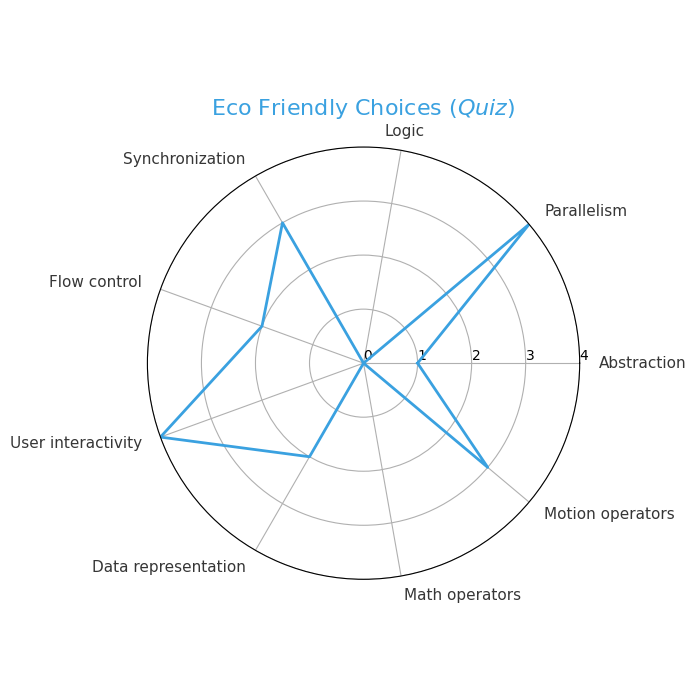 Eco Friendly Choices (Quiz)
Logic
Synchronization
Parallelism
Flow control
0 1 2 3 4
Abstraction
User interactivity
Motion operators
Data representation
Math operators